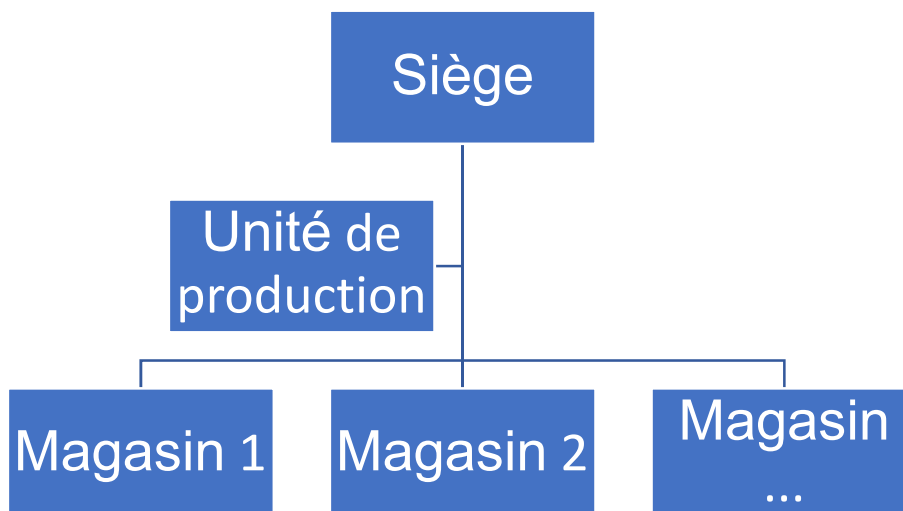 Siège
Unité de
production
Magasin 1
Magasin 2
Magasin
...